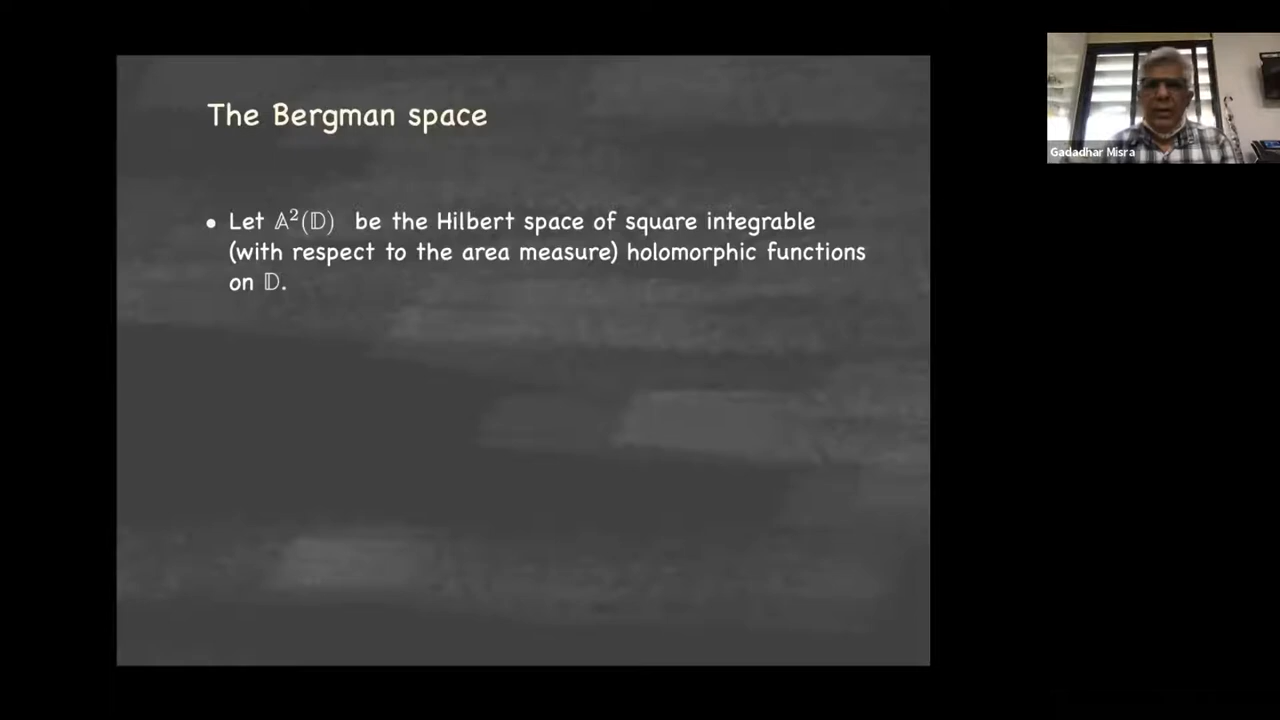 The Bergman space
• Let 𝔸²(𝔻) be the Hilbert space of square integrable
(with respect to the area measure) holomorphic functions
on 𝔻.
Gadadhar Misra